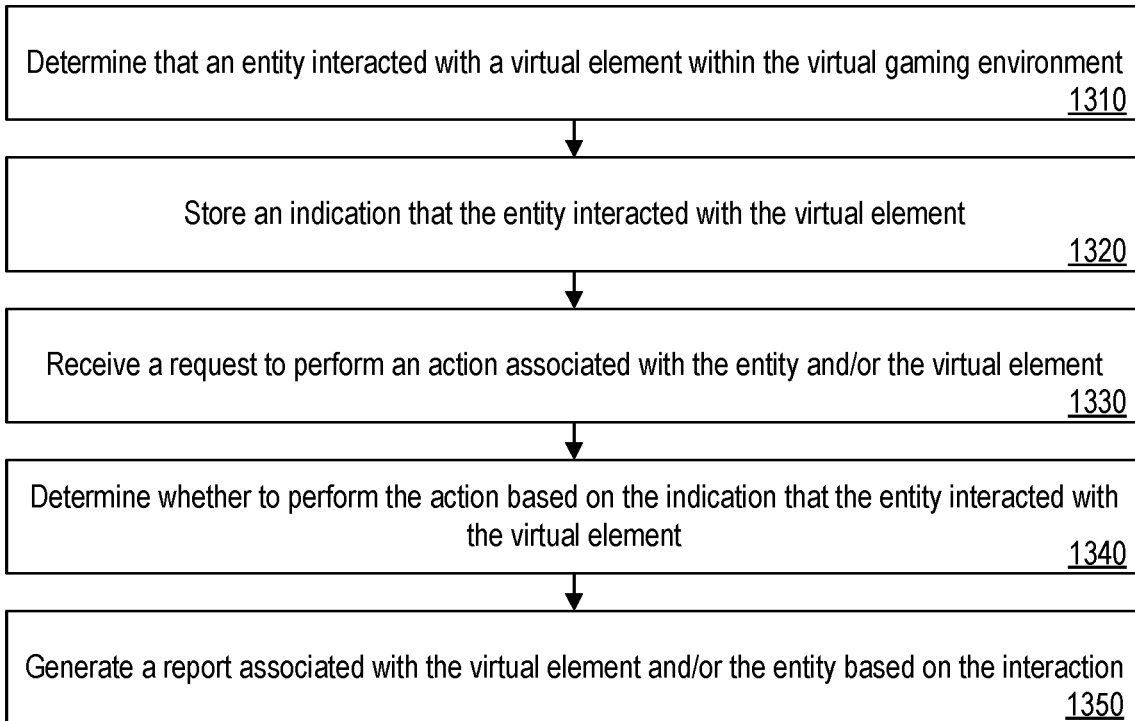 Determine that an entity interacted with a virtual element within the virtual gaming environment
1310
Store an indication that the entity interacted with the virtual element
1320
Receive a request to perform an action associated with the entity and/or the virtual element
1330
Determine whether to perform the action based on the indication that the entity interacted with
the virtual element
1340
Generate a report associated with the virtual element and/or the entity based on the interaction
1350